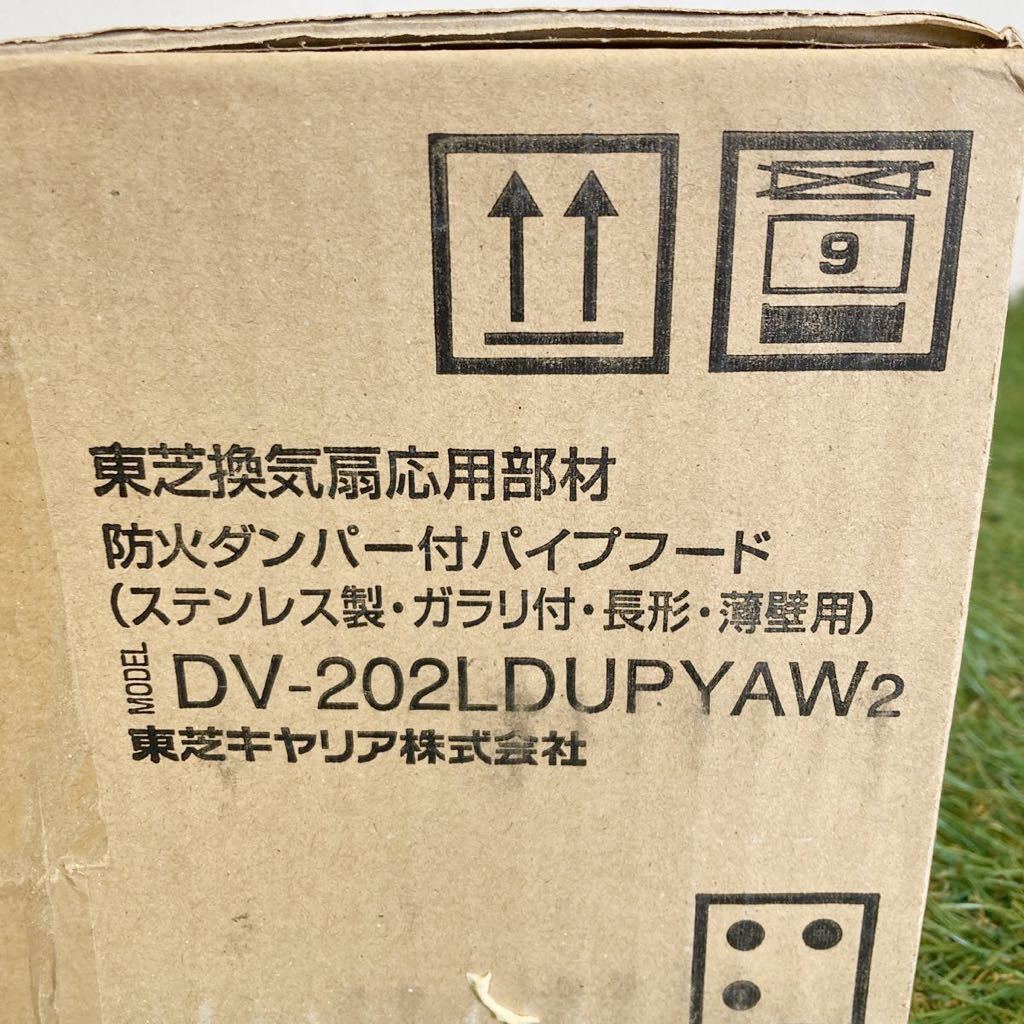 9
東芝換気扇応用部材
防火ダンパー付パイプフード
(ステンレス製・ガラリ付・長形・薄壁用)
MODEL DV-202LDUPYAW2
東芝キヤリア株式会社